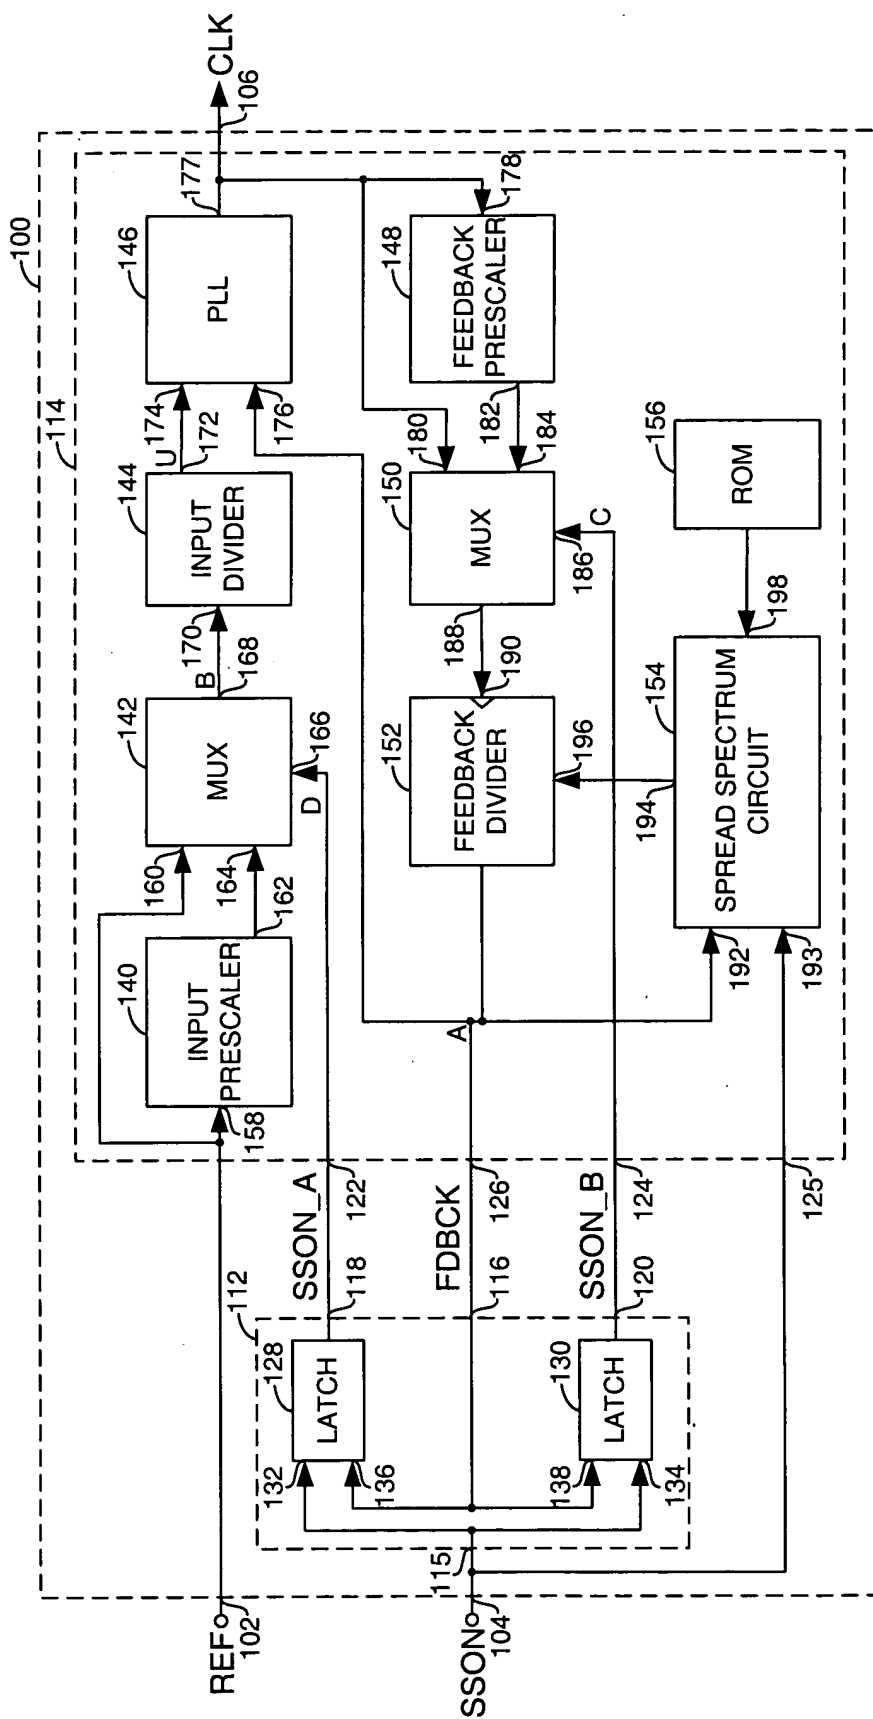 100
114
REF
102
158
INPUT
PRESCALER
140
160
164
162
MUX
142
166
D
B
168
170
INPUT
DIVIDER
144
U
172
174
176
PLL
146
177
106
CLK
112
LATCH
128
132
136
118
SSON_A
122
SSON
104
115
116
FDBCK
126
A
138
134
LATCH
130
120
SSON_B
124
125
FEEDBACK
DIVIDER
152
190
188
196
MUX
150
180
184
182
186
C
FEEDBACK
PRESCALER
148
178
192
193
194
SPREAD SPECTRUM
CIRCUIT
154
198
ROM
156